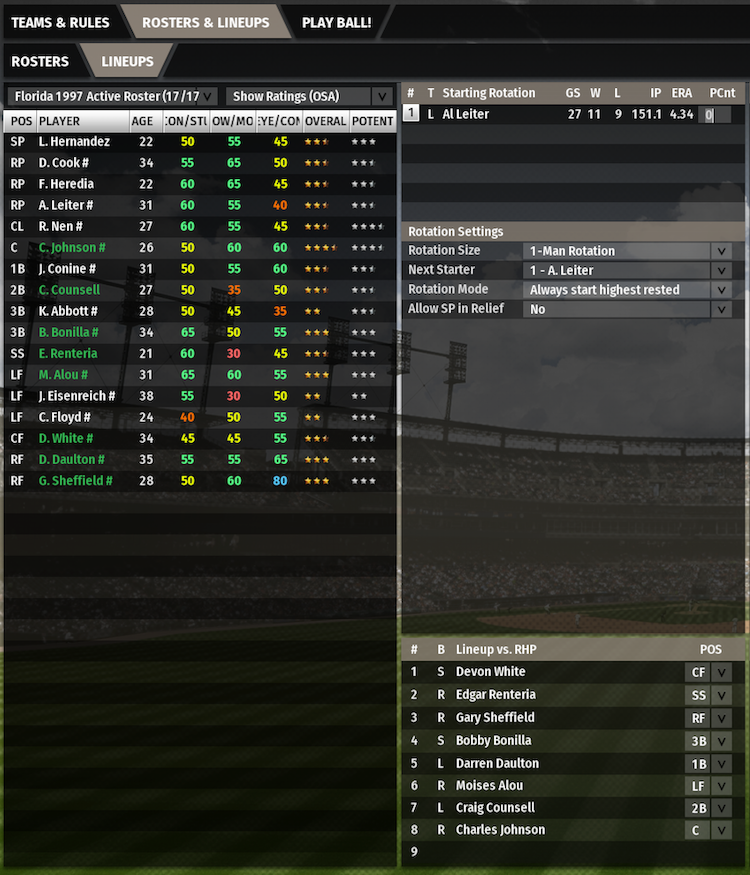 TEAMS & RULES ROSTERS & LINEUPS PLAY BALL!
ROSTERS LINEUPS
Florida 1997 Active Roster (17/17 Show Ratings (OSA)
POS PLAYER AGE :ON/STU OW/MO :YE/CON OVERAL POTENT
SP L. Hernandez 22 50 55 45
RP D. Cook # 34 55 65 50
RP F. Heredia 22 60 65 45
RP A. Leiter # 31 60 55 40
CL R. Nen # 27 60 55 45
C C. Johnson # 26 50 60 60
1B J. Conine # 31 50 55 60
2B C. Counsell 27 50 35 50
3B K. Abbott # 28 50 45 35
3B B. Bonilla # 34 65 50 55
SS E. Renteria 21 60 30 45
LF M. Alou # 31 65 60 55
LF J. Eisenreich # 38 55 30 50
LF C. Floyd # 24 40 50 55
CF D. White # 34 45 45 55
RF D. Daulton # 35 55 55 65
RF G. Sheffield # 28 50 60 80
# T Starting Rotation GS W L IP ERA PCnt
1 L Al Leiter 27 11 9 151.1 4.34 0
Rotation Settings
Rotation Size 1-Man Rotation
Next Starter 1 - A. Leiter
Rotation Mode Always start highest rested
Allow SP in Relief No
# B Lineup vs. RHP POS
1 S Devon White CF
2 R Edgar Renteria SS
3 R Gary Sheffield RF
4 S Bobby Bonilla 3B
5 L Darren Daulton 1B
6 R Moises Alou LF
7 L Craig Counsell 2B
8 R Charles Johnson C
9